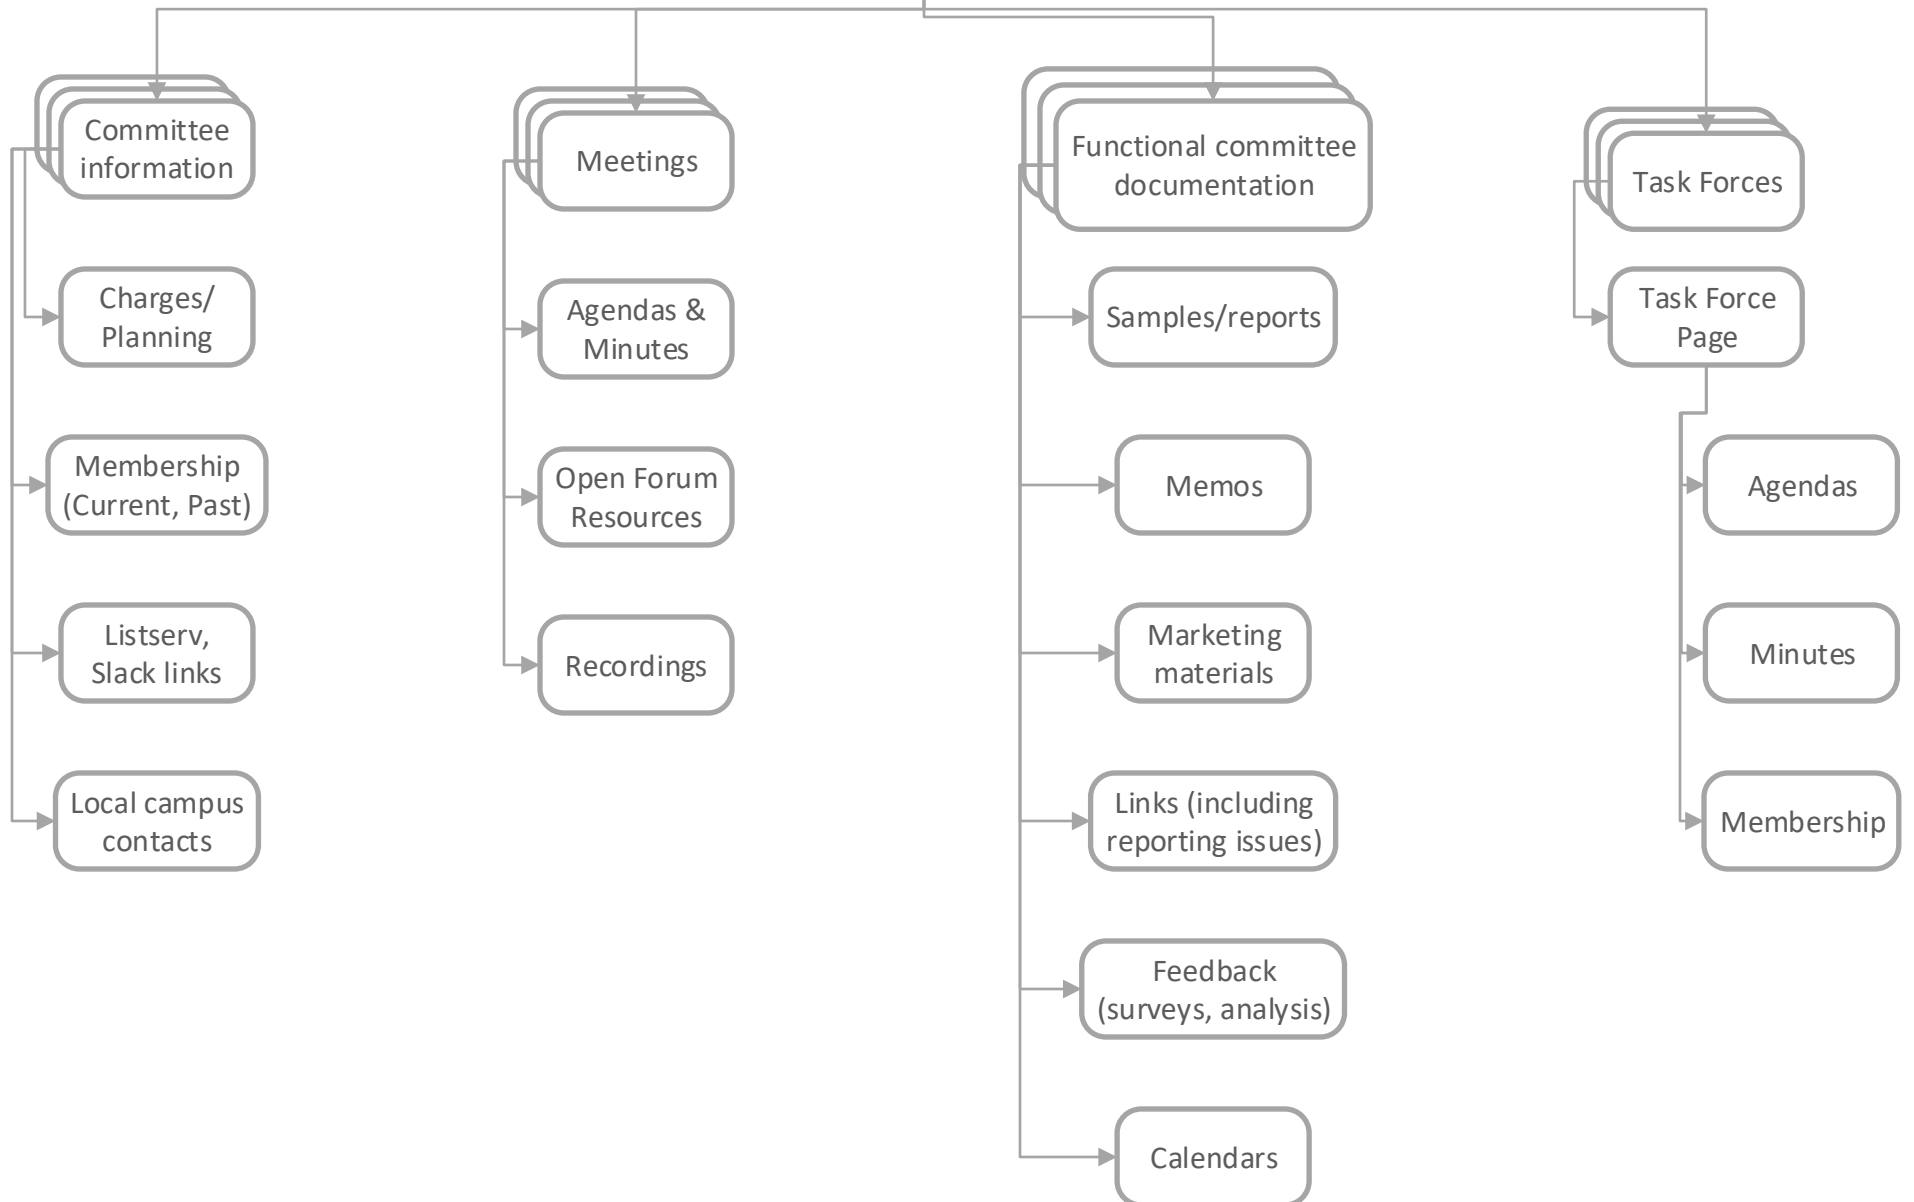 Committee
information
Charges/
Planning
Membership
(Current, Past)
Listserv,
Slack links
Local campus
contacts
Meetings
Agendas &
Minutes
Open Forum
Resources
Recordings
Functional committee
documentation
Samples/reports
Memos
Marketing
materials
Links (including
reporting issues)
Feedback
(surveys, analysis)
Calendars
Task Forces
Task Force
Page
Agendas
Minutes
Membership